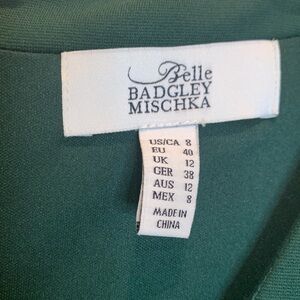 Belle
BADGLEY
MISCHKA
US/CA 8
EU 40
UK 12
GER 38
AUS 12
MEX 8
MADE IN
CHINA